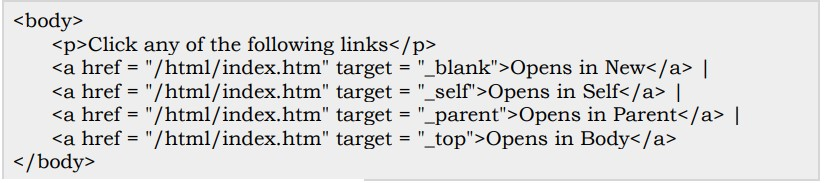 <body>
<p>Click any of the following links</p>
<a href = "/html/index.htm" target = "_blank">Opens in New</a> |
<a href = "/html/index.htm" target = "_self">Opens in Self</a> |
<a href = "/html/index.htm" target = "_parent">Opens in Parent</a> |
<a href = "/html/index.htm" target = "_top">Opens in Body</a>
</body>